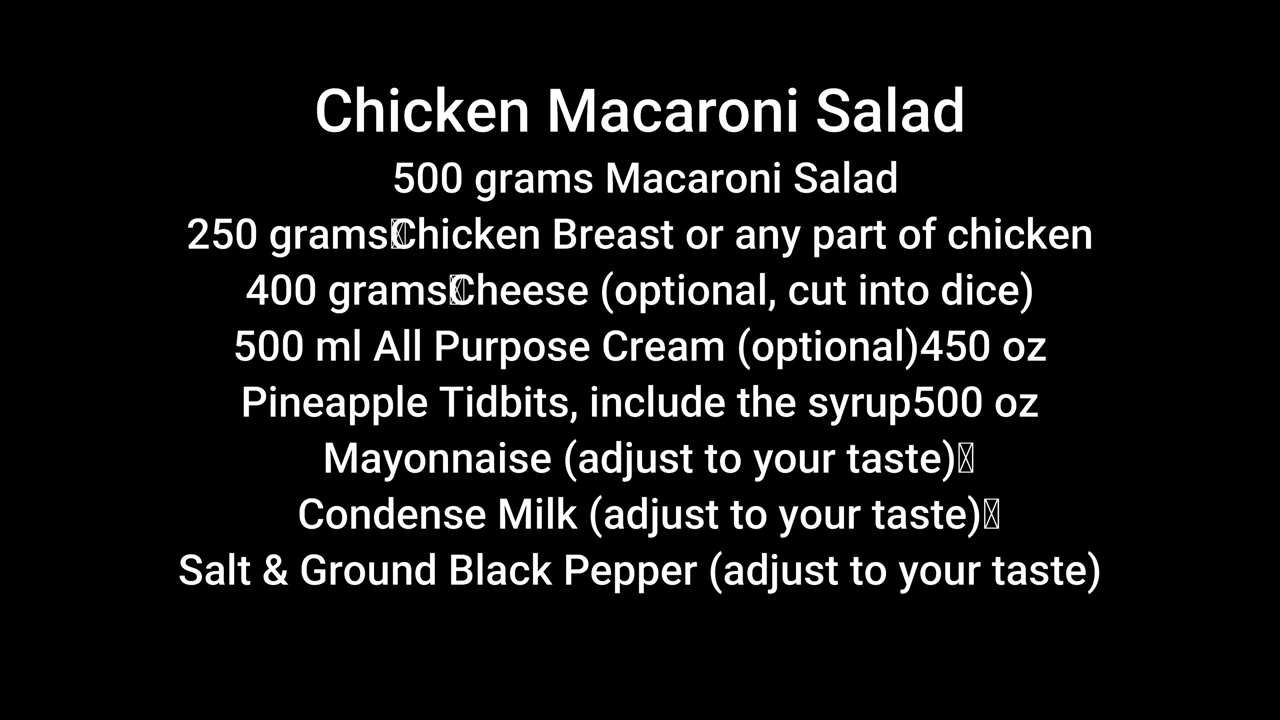 Chicken Macaroni Salad
500 grams Macaroni Salad
250 grams Chicken Breast or any part of chicken
400 grams Cheese (optional, cut into dice)
500 ml All Purpose Cream (optional)450 oz
Pineapple Tidbits, include the syrup500 oz
Mayonnaise (adjust to your taste)
Condense Milk (adjust to your taste)
Salt & Ground Black Pepper (adjust to your taste)